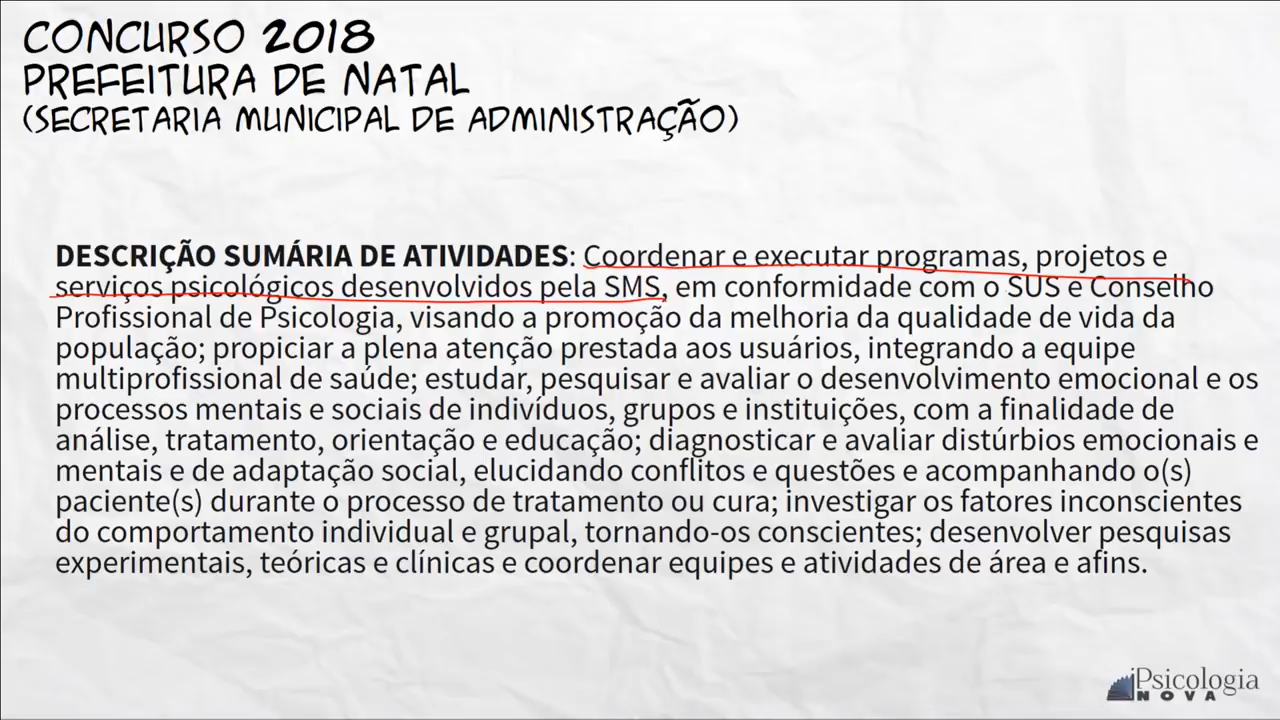 CONCURSO 2018
PREFEITURA DE NATAL
(SECRETARIA MUNICIPAL DE ADMINISTRAÇÃO)
DESCRIÇÃO SUMÁRIA DE ATIVIDADES: Coordenar e executar programas, projetos e
serviços psicológicos desenvolvidos pela SMS, em conformidade com o SUS e Conselho
Profissional de Psicologia, visando a promoção da melhoria da qualidade de vida da
população; propiciar a plena atenção prestada aos usuários, integrando a equipe
multiprofissional de saúde; estudar, pesquisar e avaliar o desenvolvimento emocional e os
processos mentais e sociais de indivíduos, grupos e instituições, com a finalidade de
análise, tratamento, orientação e educação; diagnosticar e avaliar distúrbios emocionais e
mentais e de adaptação social, elucidando conflitos e questões e acompanhando o(s)
paciente(s) durante o processo de tratamento ou cura; investigar os fatores inconscientes
do comportamento individual e grupal, tornando-os conscientes; desenvolver pesquisas
experimentais, teóricas e clínicas e coordenar equipes e atividades de área e afins.
Psicologia
NOVA